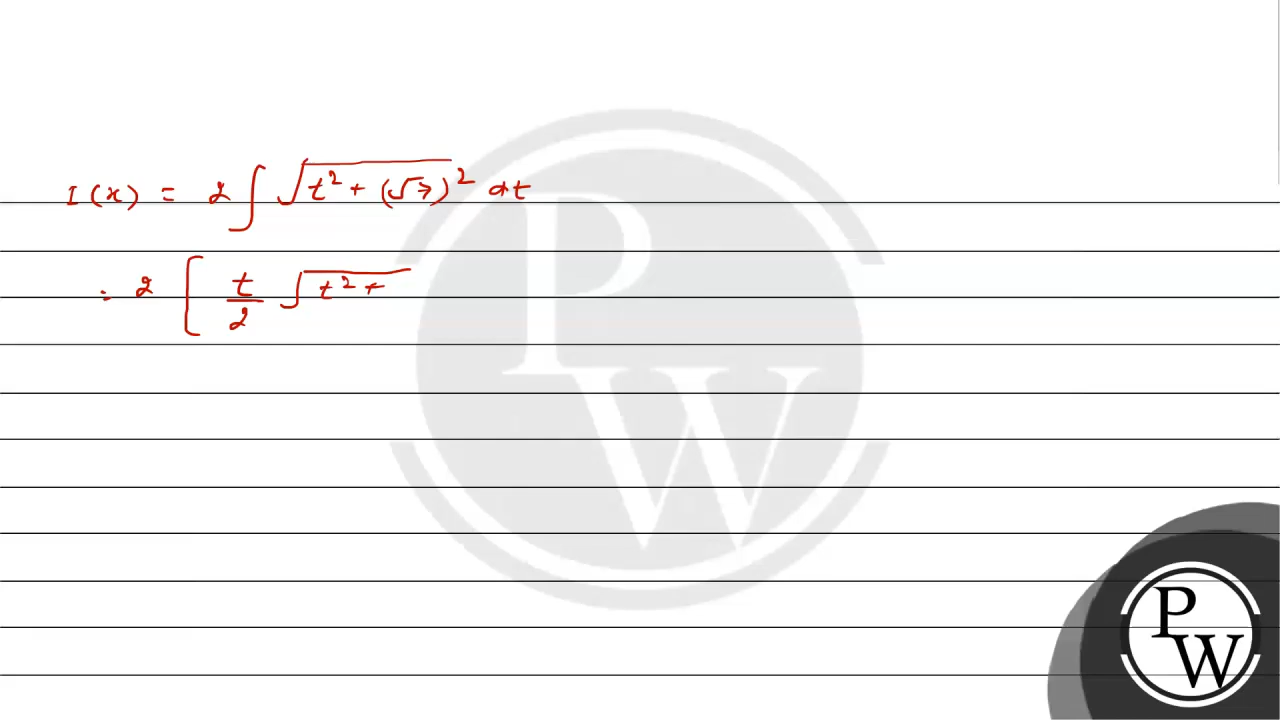 I(x) = 2∫√(t² + (√7)²) dt
= 2 [ t/2 √(t² +
P
W
P
W